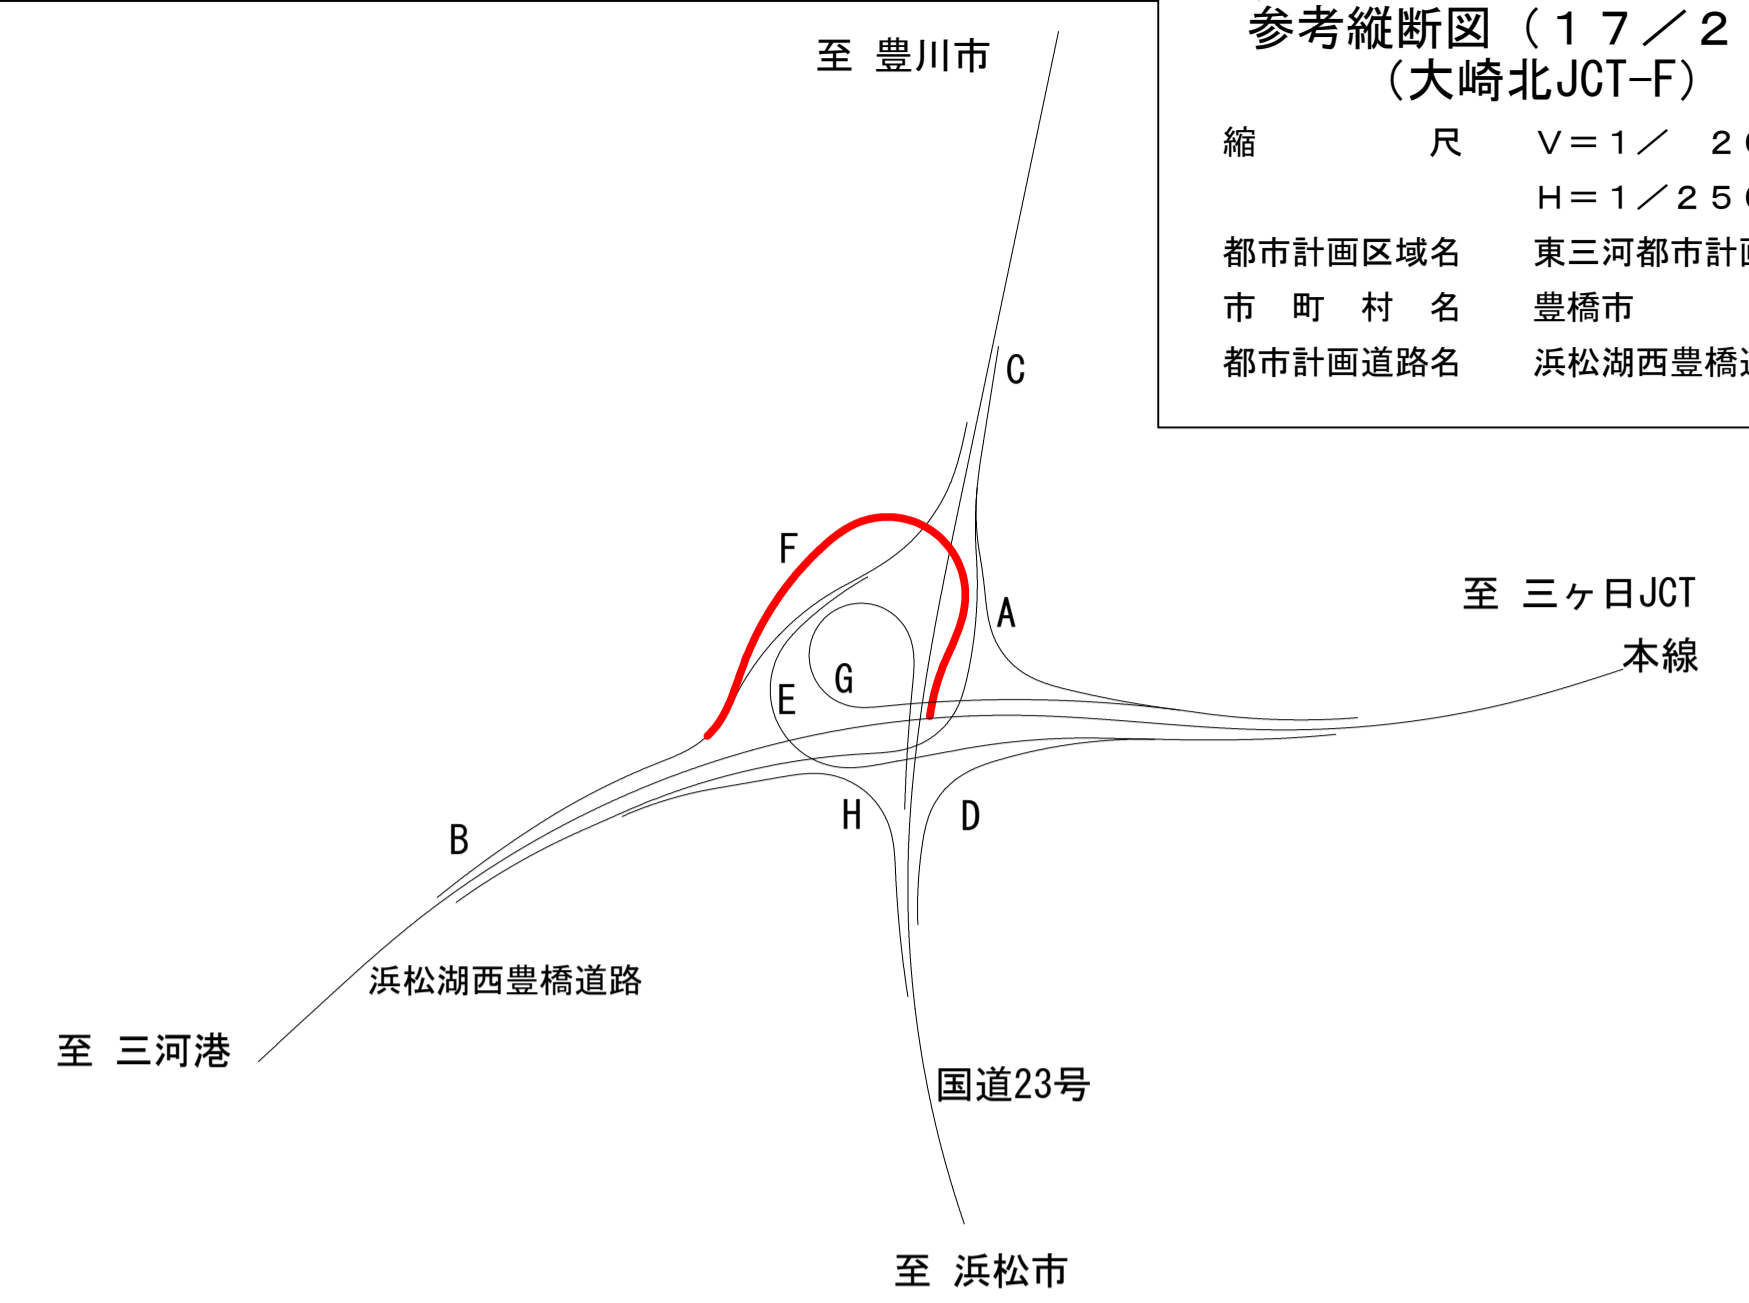 参考縦断図（１７／２
（大崎北JCT-F）
縮尺 Ｖ＝１／ ２
Ｈ＝１／２５
都市計画区域名 東三河都市計
市町村名 豊橋市
都市計画道路名 浜松湖西豊橋
至 豊川市
C
F
A
至 三ヶ日JCT
本線
G
E
H
D
B
浜松湖西豊橋道路
至 三河港
国道23号
至 浜松市